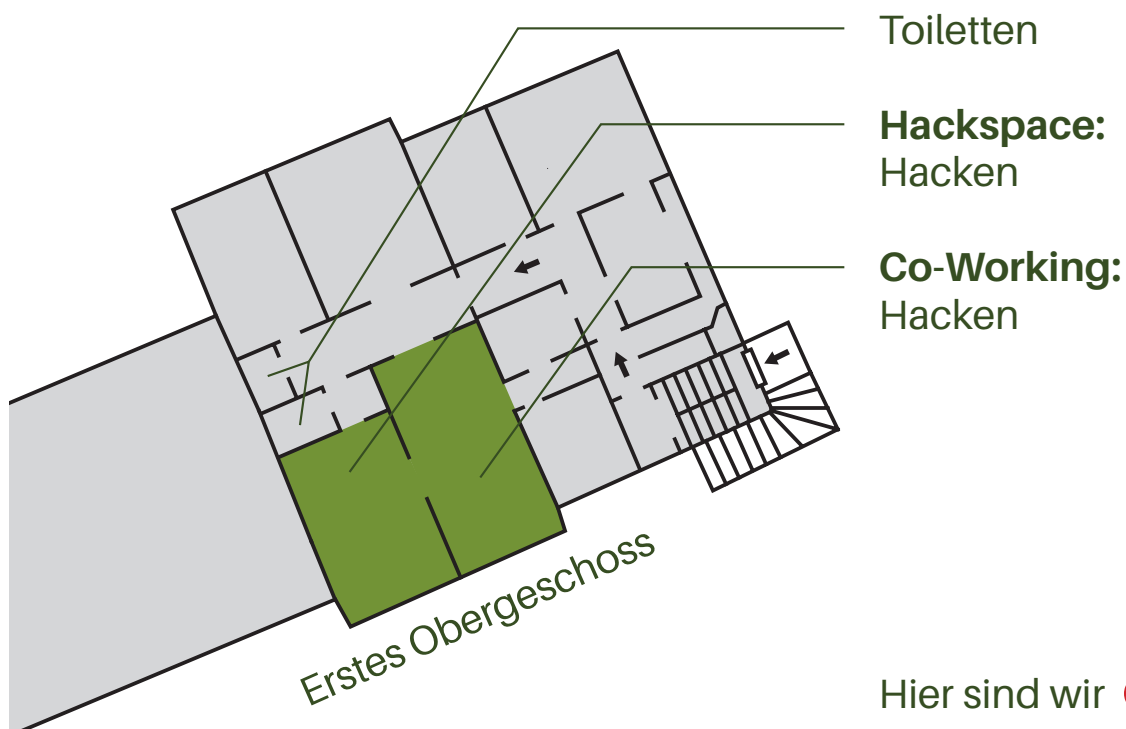 Toiletten
Hackspace:
Hacken
Co-Working:
Hacken
Erstes Obergeschoss
Hier sind wir